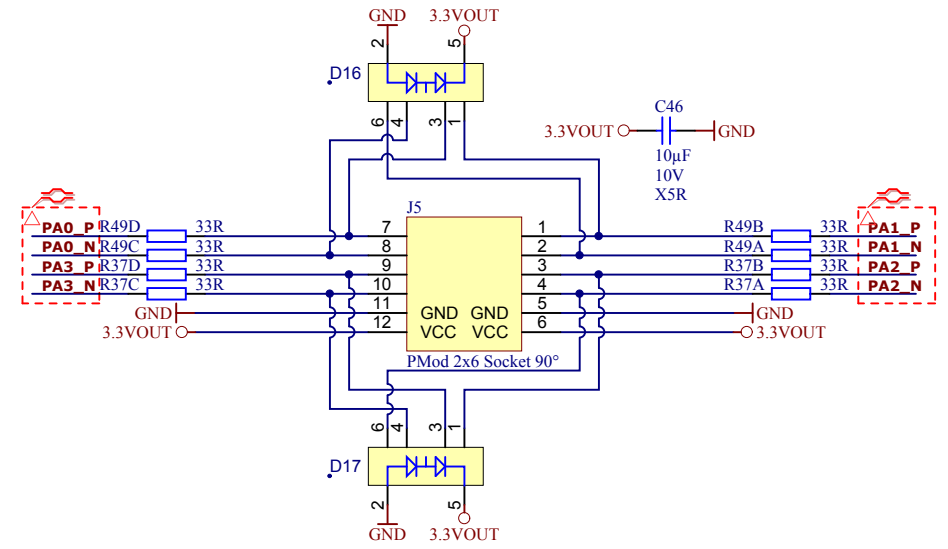 GND 3.3VOUT
2 5
D16
6 4 3 1
C46
3.3VOUT GND
10µF
10V
X5R
J5
PA0_P R49D 33R 7 1 R49B 33R PA1_P
PA0_N R49C 33R 8 2 R49A 33R PA1_N
PA3_P R37D 33R 9 3 R37B 33R PA2_P
PA3_N R37C 33R 10 4 R37A 33R PA2_N
GND 11 GND GND 5 GND
3.3VOUT 12 VCC VCC 6 3.3VOUT
PMod 2x6 Socket 90°
6 4 3 1
D17
2 5
GND 3.3VOUT